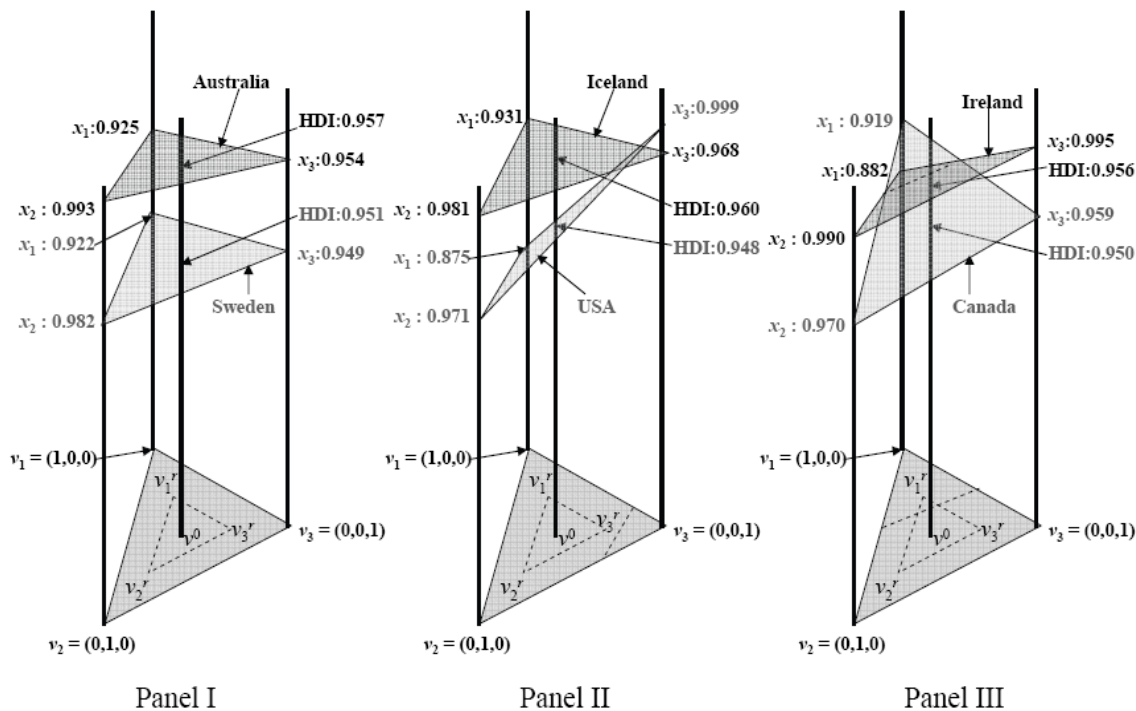 Australia
x₁:0.925
HDI:0.957
x₃:0.954
x₂ : 0.993
HDI:0.951
x₁ : 0.922
x₃:0.949
Sweden
x₂ : 0.982
v₁ = (1,0,0)
v₁ʳ
v₃ʳ
v⁰
v₃ = (0,0,1)
v₂ʳ
v₂ = (0,1,0)
Panel I
Iceland
x₃:0.999
x₁:0.931
x₃:0.968
x₂ : 0.981
HDI:0.960
HDI:0.948
x₁ : 0.875
USA
x₂ : 0.971
v₁ = (1,0,0)
v₁ʳ
v₃ʳ
v⁰
v₃ = (0,0,1)
v₂ʳ
v₂ = (0,1,0)
Panel II
Ireland
x₁ :0.919
x₃:0.995
x₁:0.882
HDI:0.956
x₃:0.959
x₂ : 0.990
HDI:0.950
Canada
x₂ : 0.970
v₁ = (1,0,0)
v₁ʳ
v₃ʳ
v⁰
v₃ = (0,0,1)
v₂ʳ
v₂ = (0,1,0)
Panel III